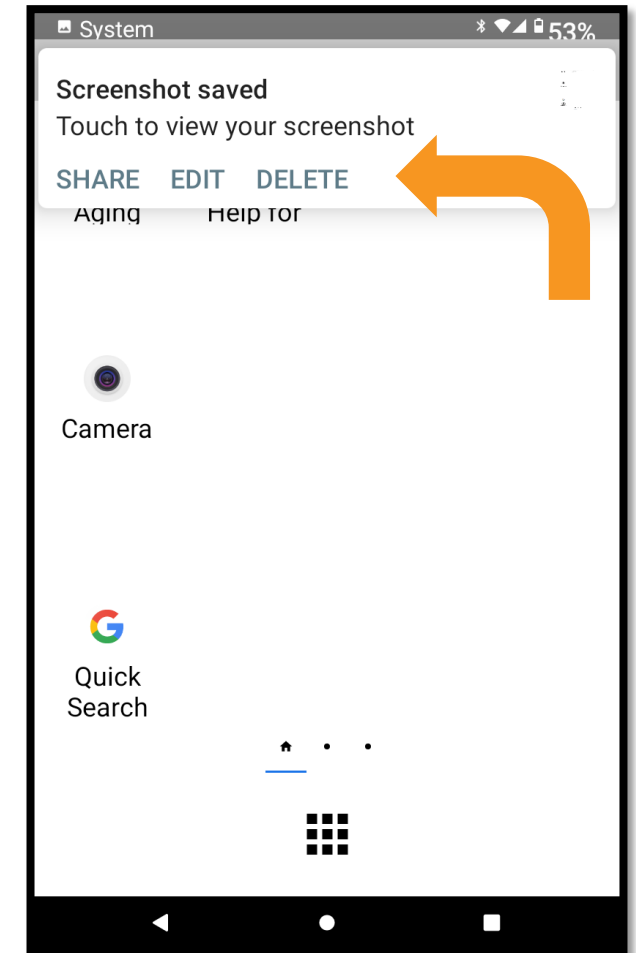 System
53%
Screenshot saved
Touch to view your screenshot
SHARE EDIT DELETE
Aging Help for
Camera
Quick
Search